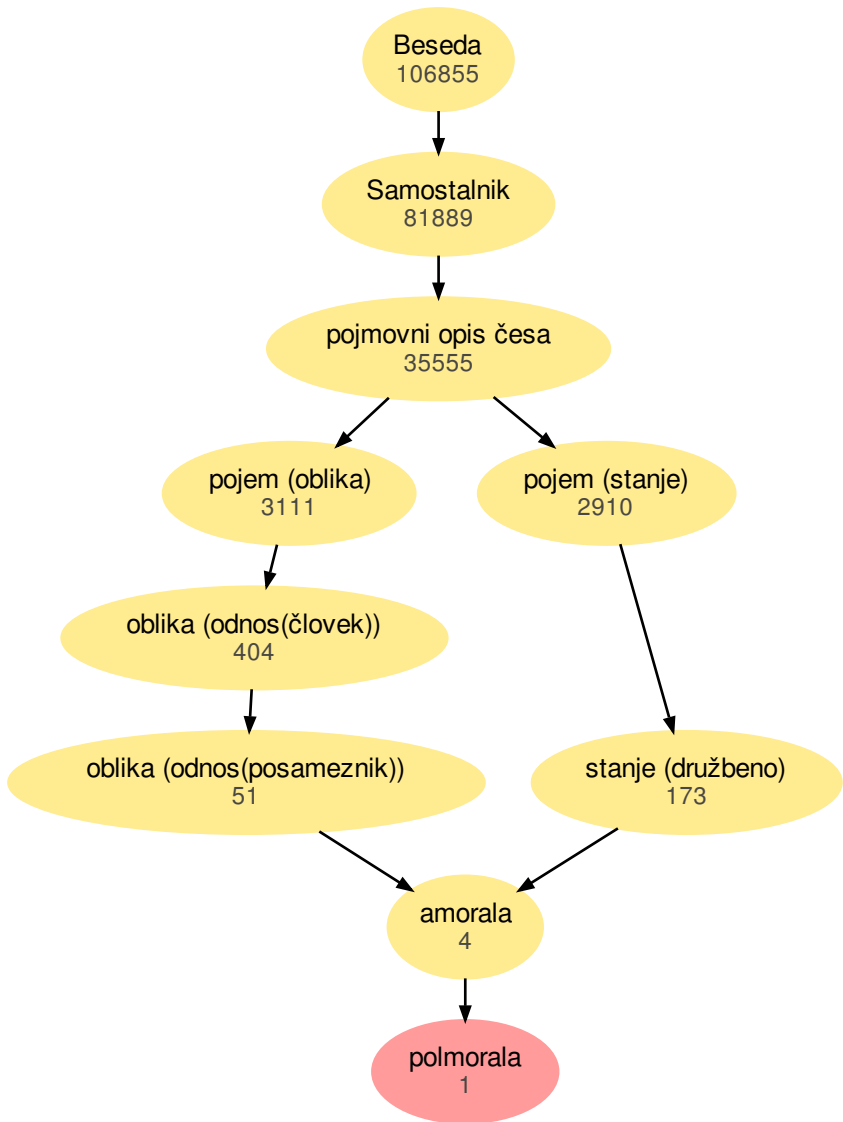 Beseda
106855
Samostalnik
81889
pojmovni opis česa
35555
pojem (oblika)
3111
pojem (stanje)
2910
oblika (odnos(človek))
404
oblika (odnos(posameznik))
51
stanje (družbeno)
173
amorala
4
polmorala
1